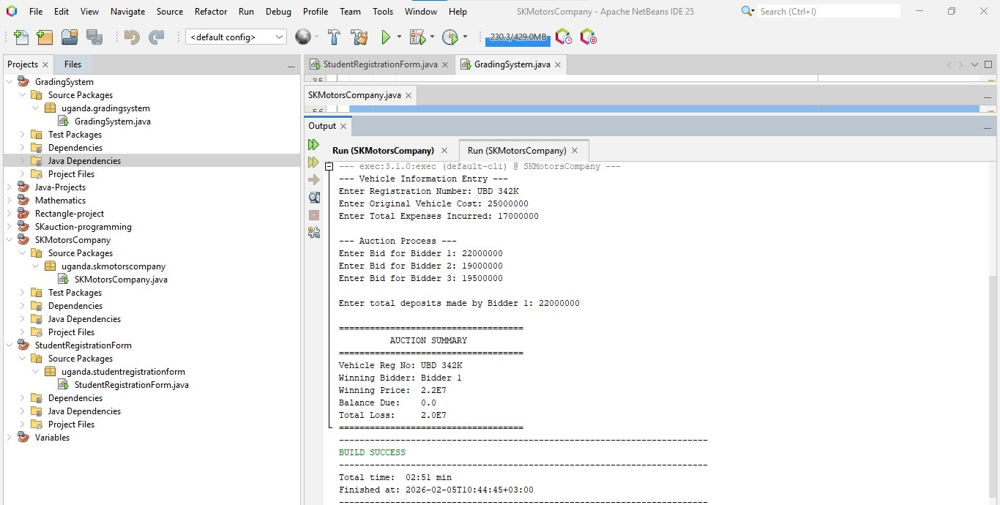 File Edit View Navigate Source Refactor Run Debug Profile Team Tools Window Help SKMotorsCompany - Apache NetBeans IDE 25 Search (Ctrl+I)
<default config> 230.3/429.0MB
Projects Files
GradingSystem
Source Packages
uganda.gradingsystem
GradingSystem.java
Test Packages
Dependencies
Java Dependencies
Project Files
Java-Projects
Mathematics
Rectangle-project
SKauction-programming
SKMotorsCompany
Source Packages
uganda.skmotorscompany
SKMotorsCompany.java
Test Packages
Dependencies
Java Dependencies
Project Files
StudentRegistrationForm
Source Packages
uganda.studentregistrationform
StudentRegistrationForm.java
Dependencies
Java Dependencies
Project Files
Variables
StudentRegistrationForm.java GradingSystem.java
SKMotorsCompany.java
Output
Run (SKMotorsCompany) Run (SKMotorsCompany)
--- exec:3.1.0:exec (default-cli) @ SKMotorsCompany ---
--- Vehicle Information Entry ---
Enter Registration Number: UBD 342K
Enter Original Vehicle Cost: 25000000
Enter Total Expenses Incurred: 17000000
--- Auction Process ---
Enter Bid for Bidder 1: 22000000
Enter Bid for Bidder 2: 19000000
Enter Bid for Bidder 3: 19500000
Enter total deposits made by Bidder 1: 22000000
====================================
AUCTION SUMMARY
====================================
Vehicle Reg No: UBD 342K
Winning Bidder: Bidder 1
Winning Price: 2.2E7
Balance Due: 0.0
Total Loss: 2.0E7
====================================
------------------------------------------------------------------------
BUILD SUCCESS
------------------------------------------------------------------------
Total time: 02:51 min
Finished at: 2026-02-05T10:44:45+03:00
------------------------------------------------------------------------